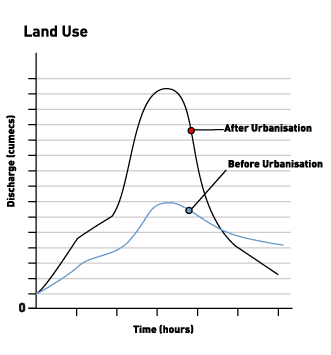 Land Use
Discharge (cumecs)
After Urbanisation
Before Urbanisation
0
Time (hours)